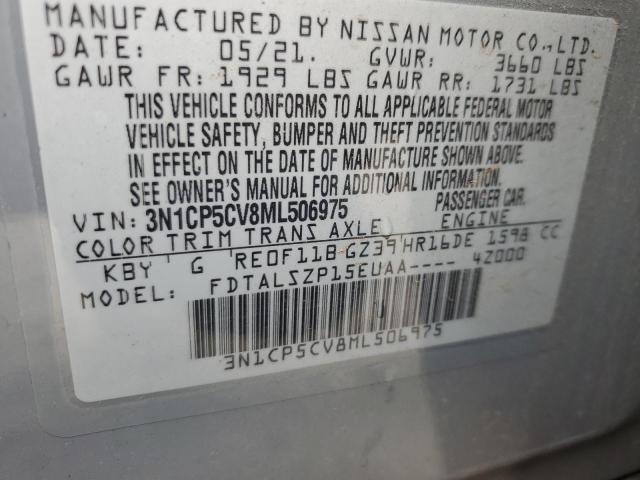 MANUFACTURED BY NISSAN MOTOR CO.,LTD.
DATE: 05/21. GVWR: 3660 LBS
GAWR FR: 1929 LBS GAWR RR: 1731 LBS
THIS VEHICLE CONFORMS TO ALL APPLICABLE FEDERAL MOTOR
VEHICLE SAFETY, BUMPER AND THEFT PREVENTION STANDARDS
IN EFFECT ON THE DATE OF MANUFACTURE SHOWN ABOVE.
SEE OWNER'S MANUAL FOR ADDITIONAL INFORMATION.
VIN: 3N1CP5CV8ML506975 PASSENGER CAR.
COLOR TRIM TRANS AXLE ENGINE
KBY G RE0F11B GZ39 HR16DE 1598 CC
MODEL: FDTALSZP15EUAA---- 4Z000
U
3N1CP5CV8ML506975